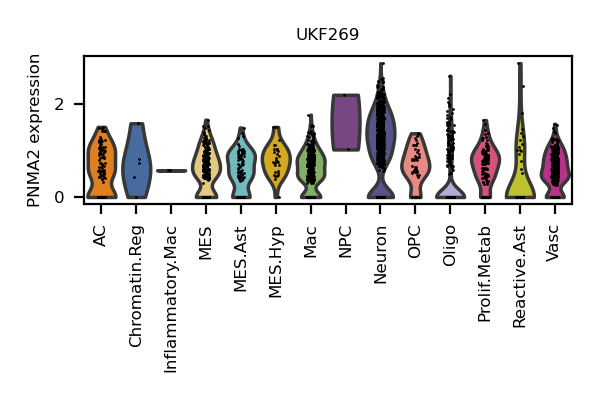 UKF269
PNMA2 expression
2
0
AC
Chromatin.Reg
Inflammatory.Mac
MES
MES.Ast
MES.Hyp
Mac
NPC
Neuron
OPC
Oligo
Prolif.Metab
Reactive.Ast
Vasc